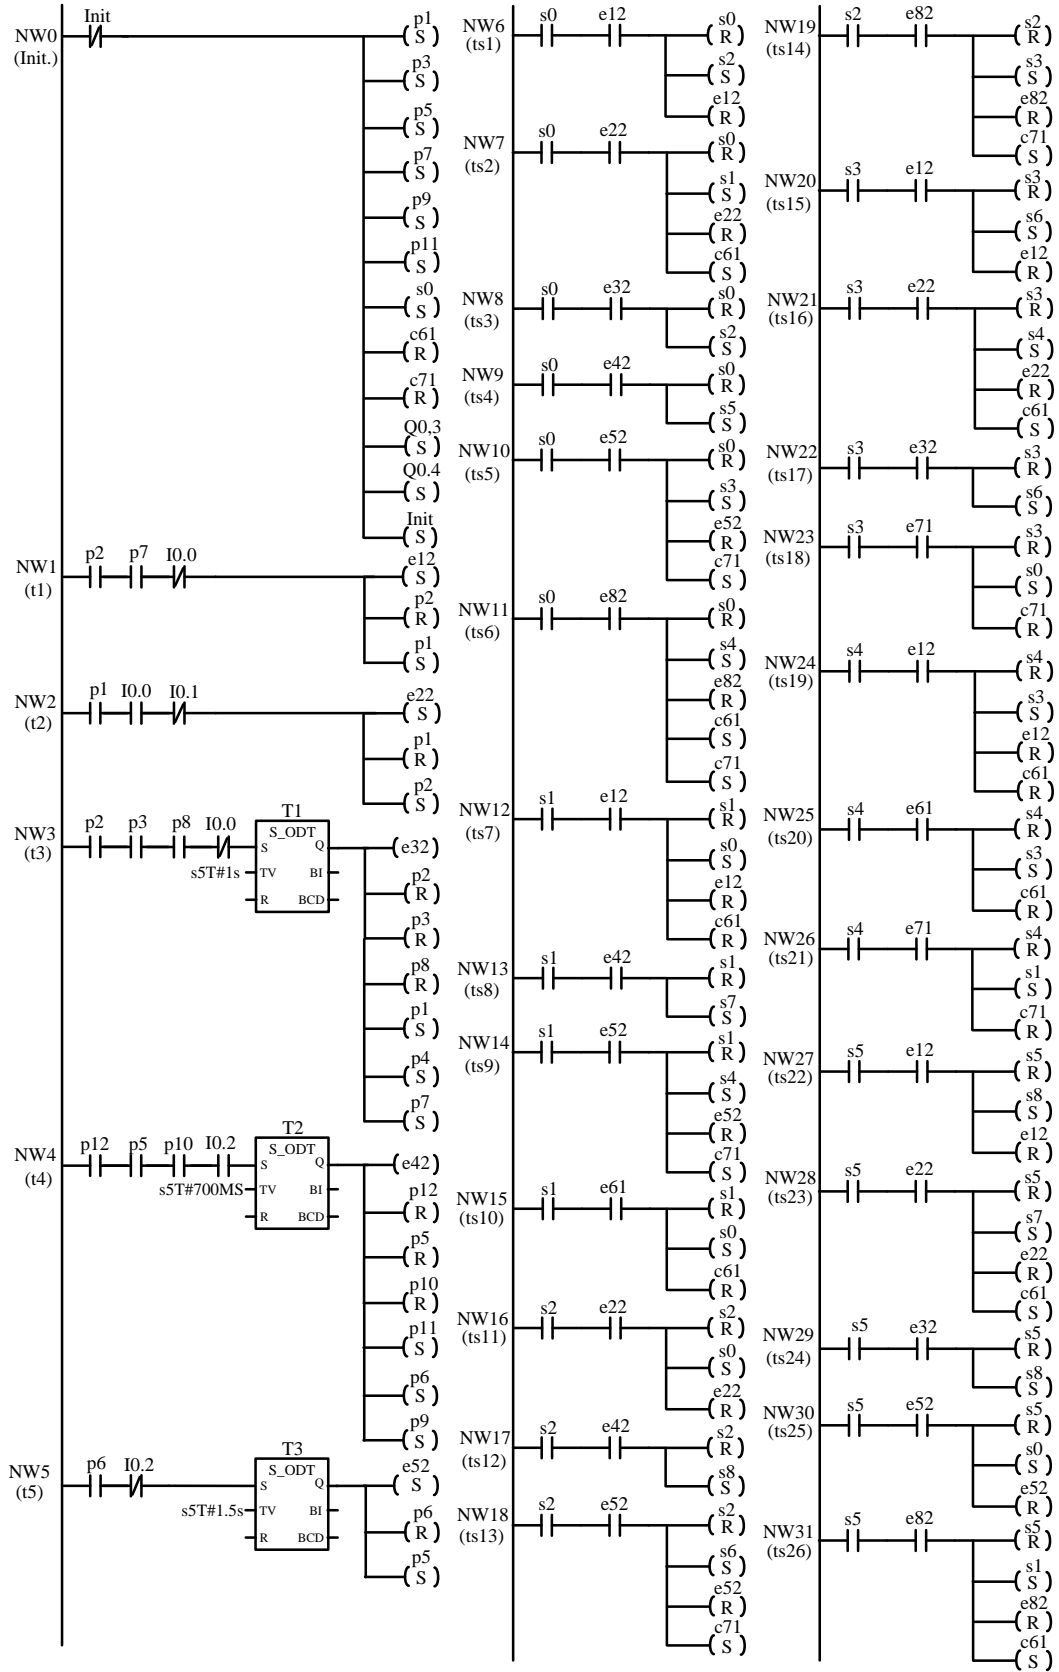 Init
NW0
(Init.)
p1
S
p3
S
p5
S
p7
S
p9
S
p11
S
s0
S
c61
R
c71
R
Q0,3
S
Q0.4
S
Init
S
NW1
(t1)
p2 p7 I0.0
e12
S
p2
R
p1
S
NW2
(t2)
p1 I0.0 I0.1
e22
S
p1
R
p2
S
NW3
(t3)
p2 p3 p8 I0.0
T1
S_ODT
S Q
s5T#1s TV BI
R BCD
e32
p2
R
p3
R
p8
R
p1
S
p4
S
p7
S
NW4
(t4)
p12 p5 p10 I0.2
T2
S_ODT
S Q
s5T#700MS TV BI
R BCD
e42
p12
R
p5
R
p10
R
p11
S
p6
S
p9
S
NW5
(t5)
p6 I0.2
T3
S_ODT
S Q
s5T#1.5s TV BI
R BCD
e52
S
p6
R
p5
S
NW6
(ts1)
s0 e12
s0
R
s2
S
e12
R
NW7
(ts2)
s0 e22
s0
R
s1
S
e22
R
c61
S
NW8
(ts3)
s0 e32
s0
R
s2
S
NW9
(ts4)
s0 e42
s0
R
s5
S
NW10
(ts5)
s0 e52
s0
R
s3
S
e52
R
c71
S
NW11
(ts6)
s0 e82
s0
R
s4
S
e82
R
c61
S
c71
S
NW12
(ts7)
s1 e12
s1
R
s0
S
e12
R
c61
R
NW13
(ts8)
s1 e42
s1
R
s7
S
NW14
(ts9)
s1 e52
s1
R
s4
S
e52
R
c71
S
NW15
(ts10)
s1 e61
s1
R
s0
S
c61
R
NW16
(ts11)
s2 e22
s2
R
s0
S
e22
R
NW17
(ts12)
s2 e42
s2
R
s8
S
NW18
(ts13)
s2 e52
s2
R
s6
S
e52
R
c71
S
NW19
(ts14)
s2 e82
s2
R
s3
S
e82
R
c71
S
NW20
(ts15)
s3 e12
s3
R
s6
S
e12
R
NW21
(ts16)
s3 e22
s3
R
s4
S
e22
R
c61
S
NW22
(ts17)
s3 e32
s3
R
s6
S
NW23
(ts18)
s3 e71
s3
R
s0
S
c71
R
NW24
(ts19)
s4 e12
s4
R
s3
S
e12
R
c61
R
NW25
(ts20)
s4 e61
s4
R
s3
S
c61
R
NW26
(ts21)
s4 e71
s4
R
s1
S
c71
R
NW27
(ts22)
s5 e12
s5
R
s8
S
e12
R
NW28
(ts23)
s5 e22
s5
R
s7
S
e22
R
c61
S
NW29
(ts24)
s5 e32
s5
R
s8
S
NW30
(ts25)
s5 e52
s5
R
s0
S
e52
R
NW31
(ts26)
s5 e82
s5
R
s1
S
e82
R
c61
S